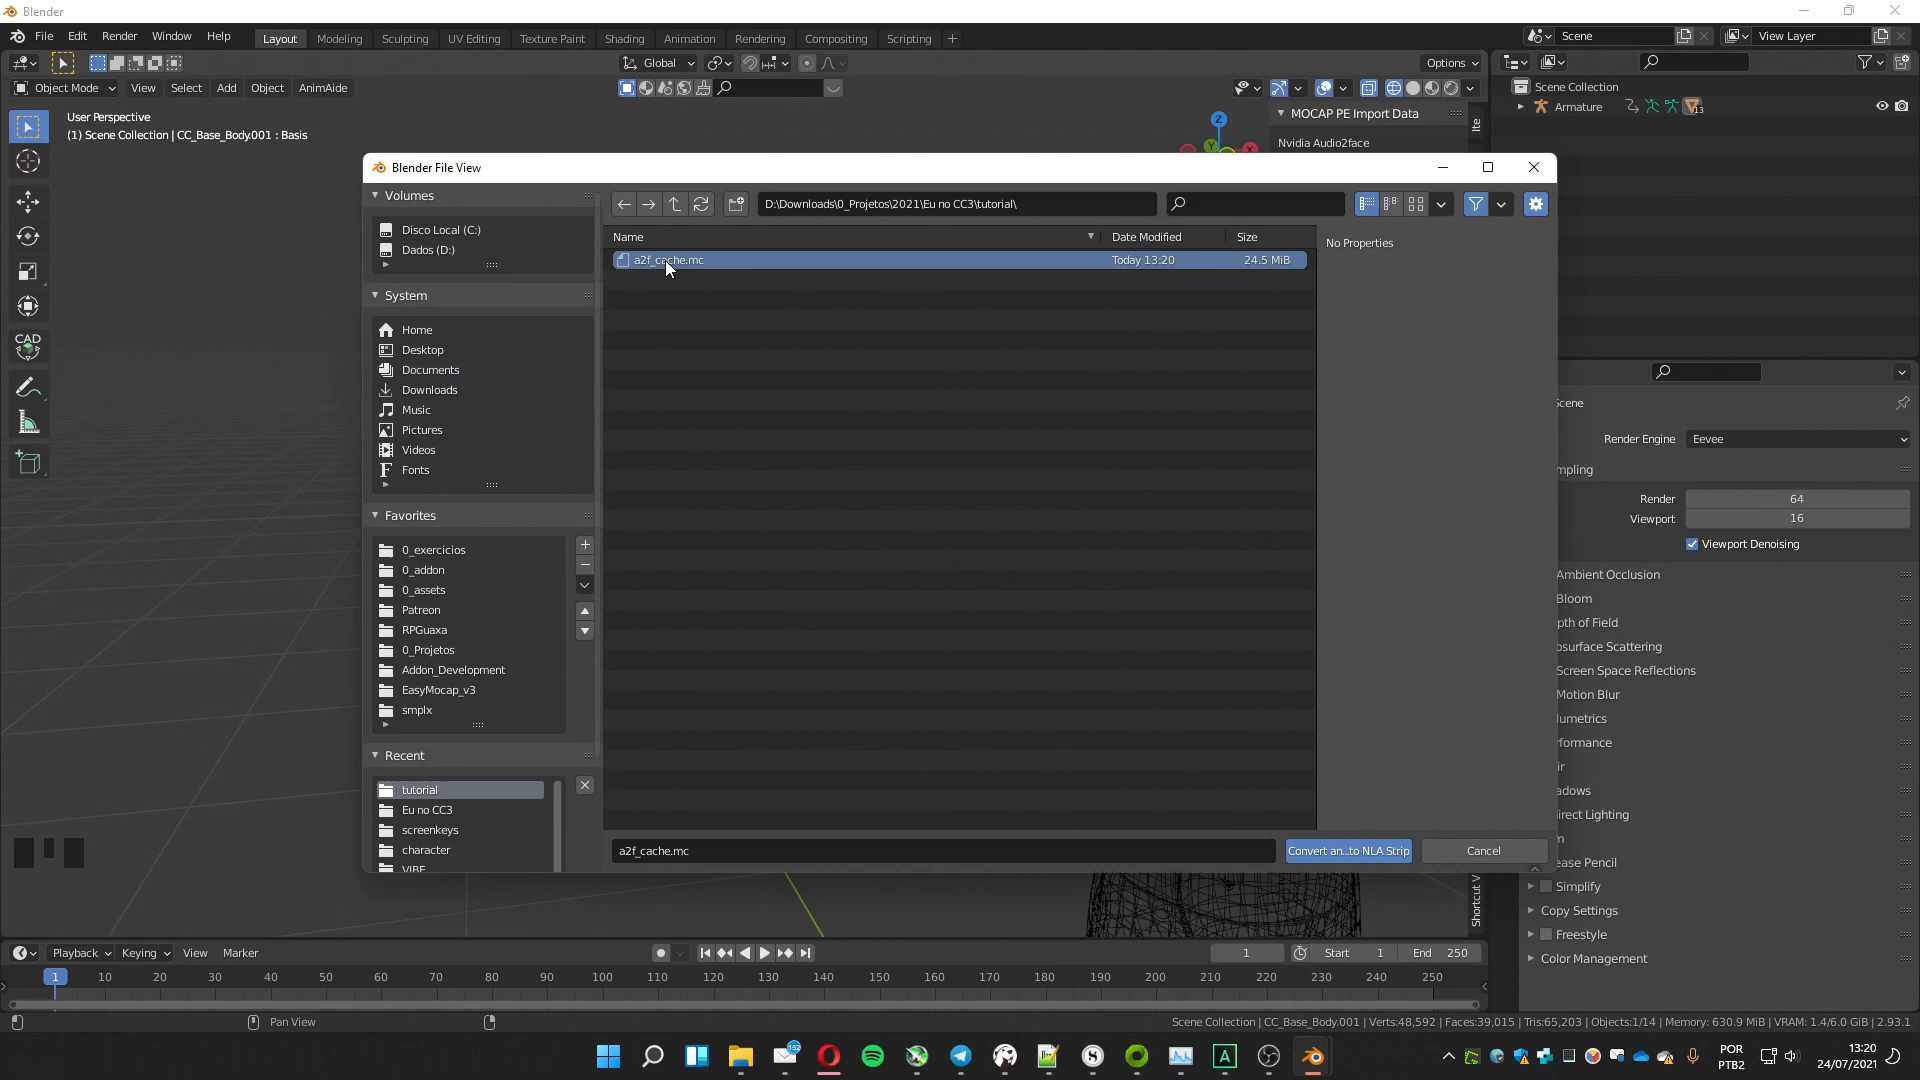 Blender
File Edit Render Window Help
Layout Modeling Sculpting UV Editing Texture Paint Shading Animation Rendering Compositing Scripting +
Scene
View Layer
Global
Options
Object Mode View Select Add Object AnimAide
Scene Collection
Armature
13
User Perspective
(1) Scene Collection | CC_Base_Body.001 : Basis
Z
Y
X
MOCAP PE Import Data
Nvidia Audio2face
Ite
CAD
Blender File View
Volumes
Disco Local (C:)
Dados (D:)
System
Home
Desktop
Documents
Downloads
Music
Pictures
Videos
Fonts
Favorites
0_exercicios
0_addon
0_assets
Patreon
RPGuaxa
0_Projetos
Addon_Development
EasyMocap_v3
smplx
Recent
tutorial
Eu no CC3
screenkeys
character
VIBE
D:\Downloads\0_Projetos\2021\Eu no CC3\tutorial\
Name Date Modified Size
a2f_cache.mc Today 13:20 24.5 MiB
No Properties
a2f_cache.mc
Convert an...to NLA Strip
Cancel
Scene
Render Engine Eevee
mpling
Render 64
Viewport 16
Viewport Denoising
Ambient Occlusion
Bloom
pth of Field
bsurface Scattering
Screen Space Reflections
Motion Blur
lumetrics
formance
ir
adows
direct Lighting
m
ease Pencil
Simplify
Copy Settings
Freestyle
Color Management
Shortcut V
Playback Keying View Marker
1
Start 1
End 250
1 10 20 30 40 50 60 70 80 90 100 110 120 130 140 150 160 170 180 190 200 210 220 230 240 250
Pan View
Scene Collection | CC_Base_Body.001 | Verts:48,592 | Faces:39,015 | Tris:65,203 | Objects:1/14 | Memory: 630.9 MiB | VRAM: 1.4/6.0 GiB | 2.93.1
152
POR
PTB2
13:20
24/07/2021